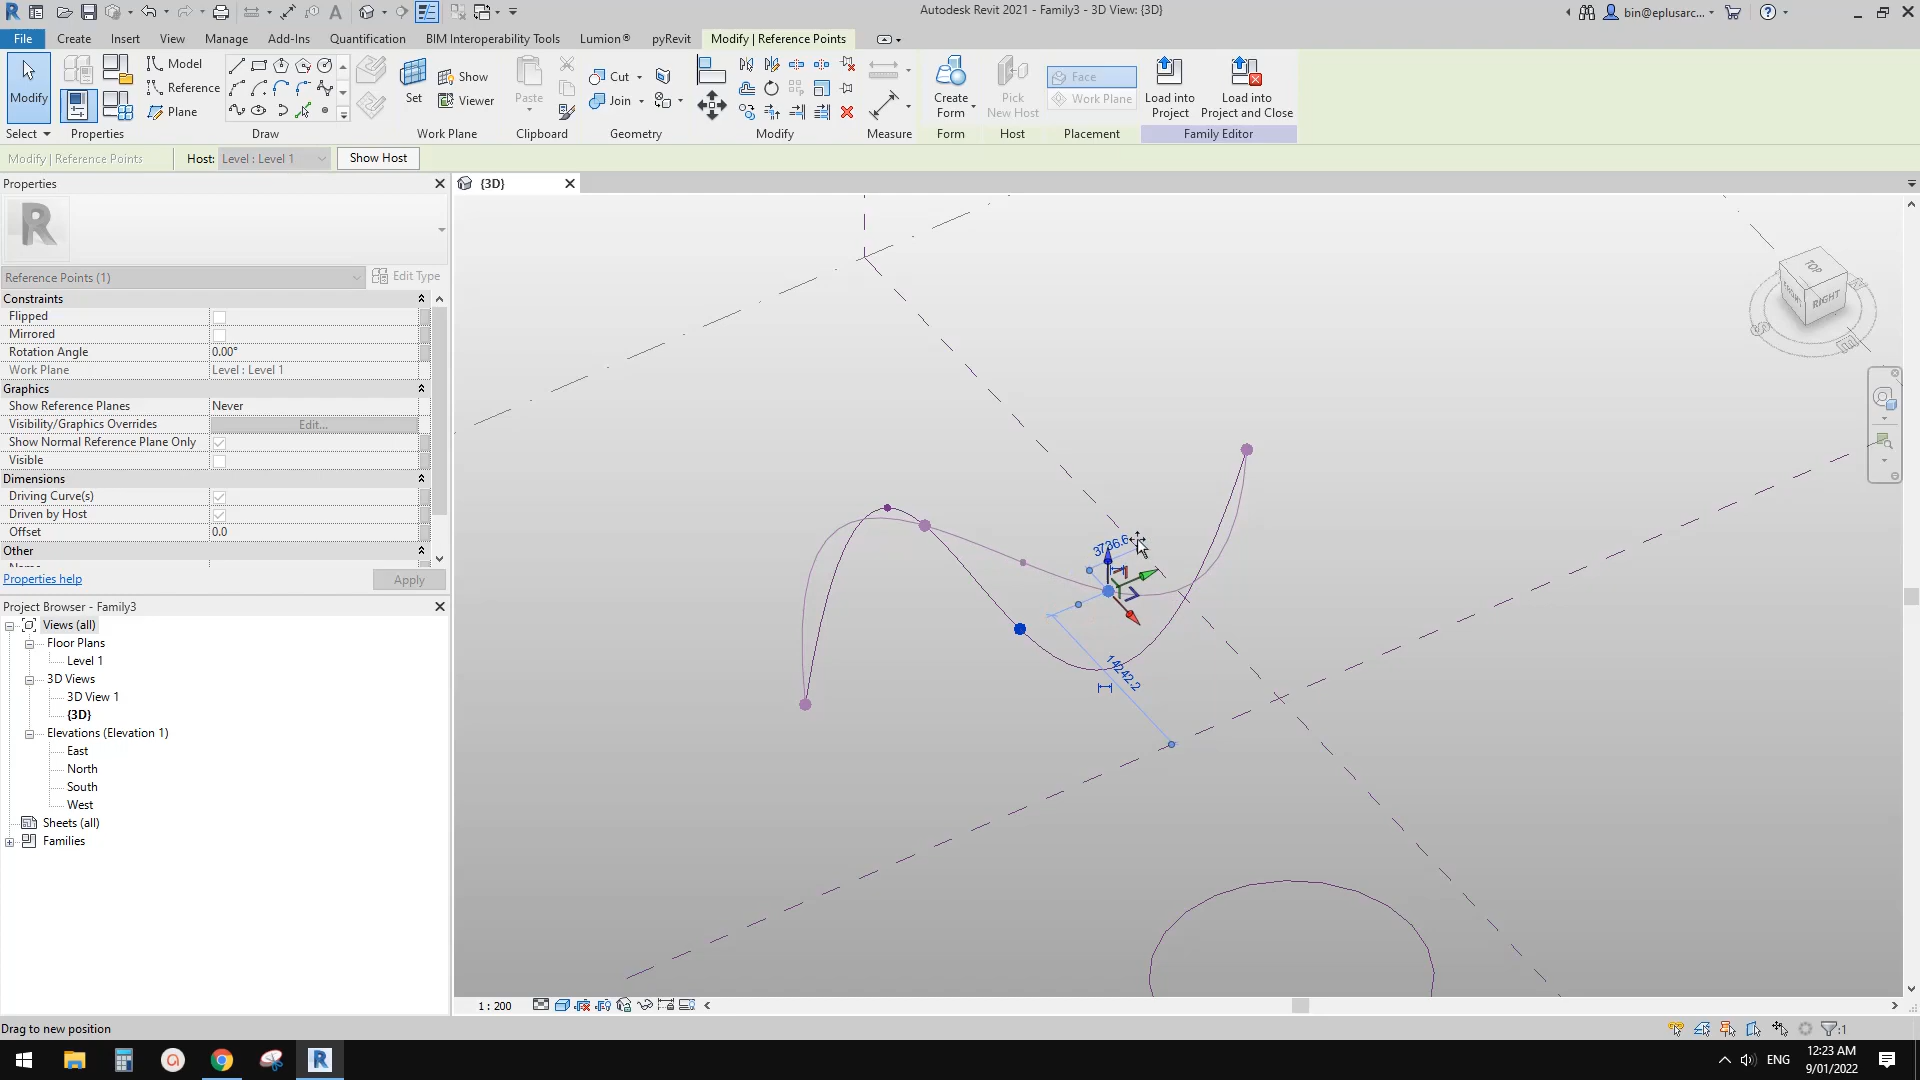 Autodesk Revit 2021 - Family3 - 3D View: {3D}
bin@eplusarc...
File Create Insert View Manage Add-Ins Quantification BIM Interoperability Tools Lumion® pyRevit Modify | Reference Points
Modify
Select
Properties
Model
Reference
Plane
Draw
Set
Show
Viewer
Work Plane
Paste
Clipboard
Cut
Join
Geometry
Modify
Measure
Create
Form
Form
Pick
New Host
Host
Face
Work Plane
Placement
Load into
Project
Load into
Project and Close
Family Editor
Modify | Reference Points
Host: Level : Level 1
Show Host
Properties
{3D}
R
Reference Points (1)
Edit Type
Constraints
Flipped
Mirrored
Rotation Angle 0.00°
Work Plane Level : Level 1
Graphics
Show Reference Planes Never
Visibility/Graphics Overrides Edit...
Show Normal Reference Plane Only
Visible
Dimensions
Driving Curve(s)
Driven by Host
Offset 0.0
Other
Properties help
Apply
Project Browser - Family3
Views (all)
Floor Plans
Level 1
3D Views
3D View 1
{3D}
Elevations (Elevation 1)
East
North
South
West
Sheets (all)
Families
TOP
FRONT
RIGHT
S
E
N
3736.6
14242.2
1 : 200
Drag to new position
:1
ENG
12:23 AM
9/01/2022